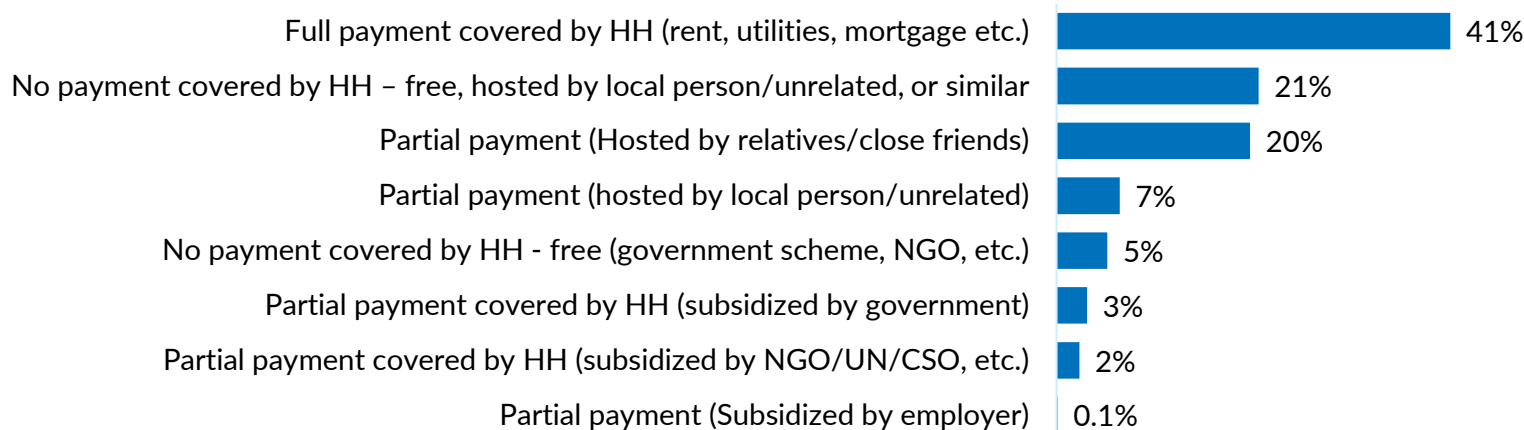 Full payment covered by HH (rent, utilities, mortgage etc.) 41%
No payment covered by HH – free, hosted by local person/unrelated, or similar 21%
Partial payment (Hosted by relatives/close friends) 20%
Partial payment (hosted by local person/unrelated) 7%
No payment covered by HH - free (government scheme, NGO, etc.) 5%
Partial payment covered by HH (subsidized by government) 3%
Partial payment covered by HH (subsidized by NGO/UN/CSO, etc.) 2%
Partial payment (Subsidized by employer) 0.1%